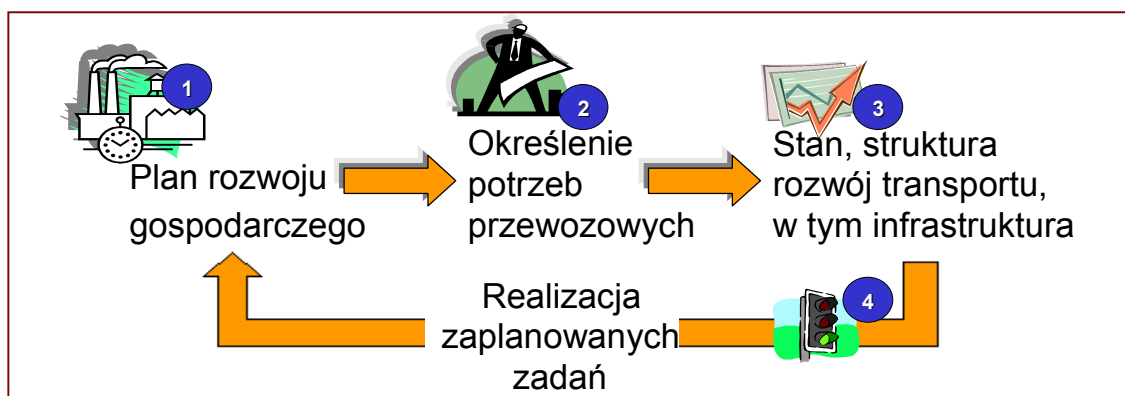 1
Plan rozwoju
gospodarczego
2
Określenie
potrzeb
przewozowych
3
Stan, struktura
rozwój transportu,
w tym infrastruktura
4
Realizacja
zaplanowanych
zadań